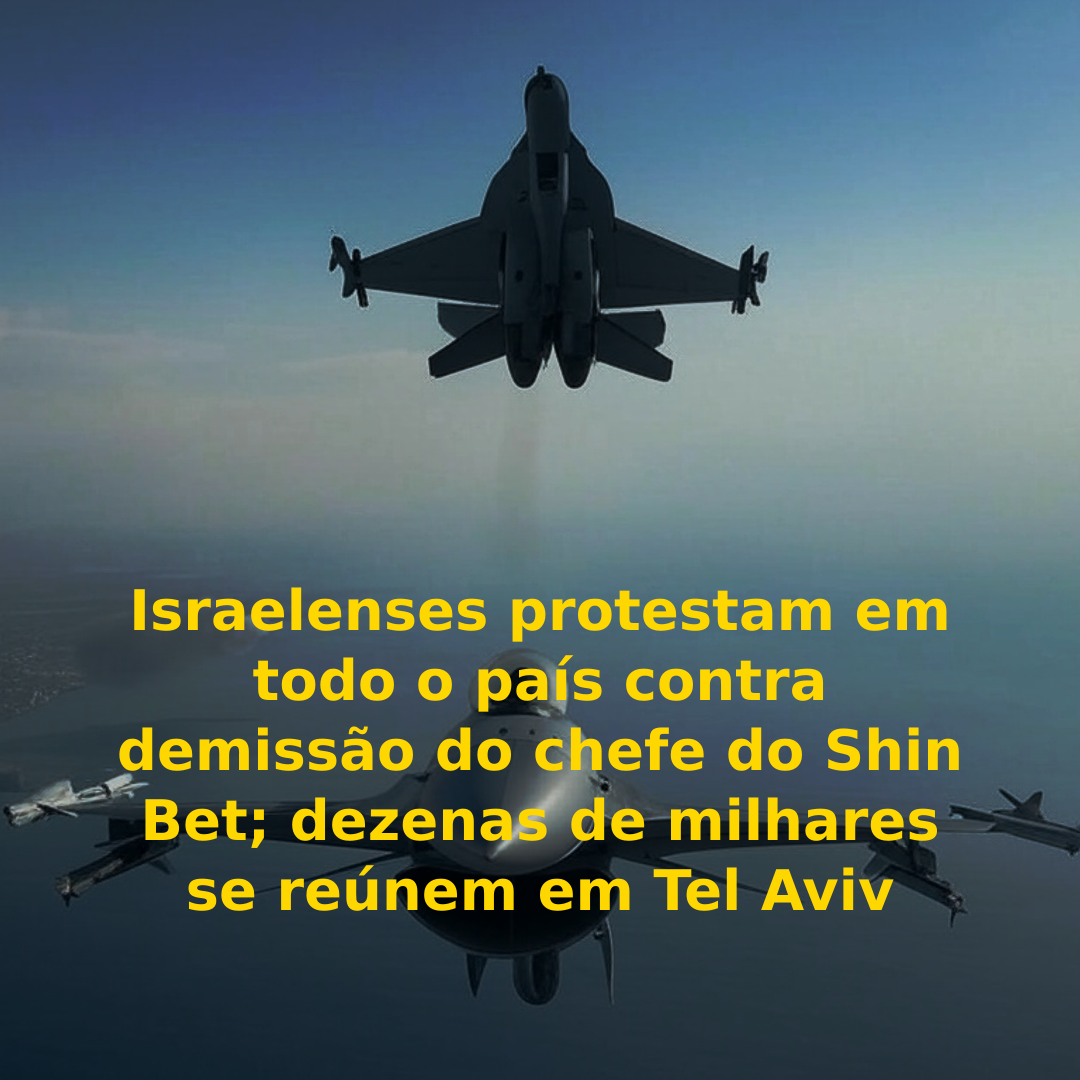 Israelenses protestam em
todo o país contra
demissão do chefe do Shin
Bet; dezenas de milhares
se reúnem em Tel Aviv